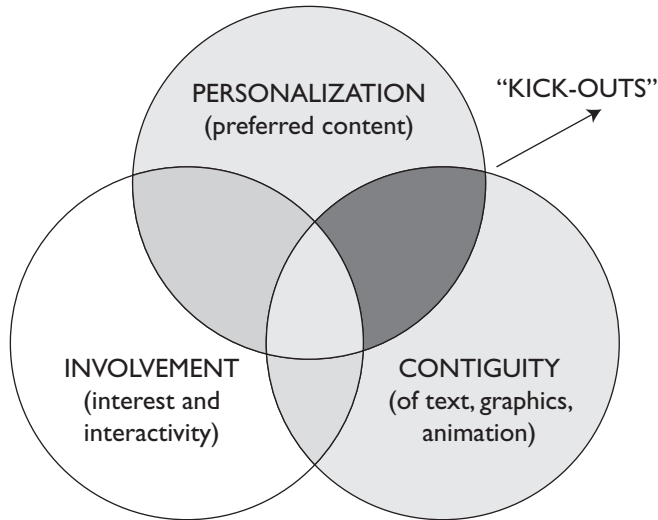 “KICK-OUTS”
PERSONALIZATION
(preferred content)
INVOLVEMENT
(interest and
interactivity)
CONTIGUITY
(of text, graphics,
animation)